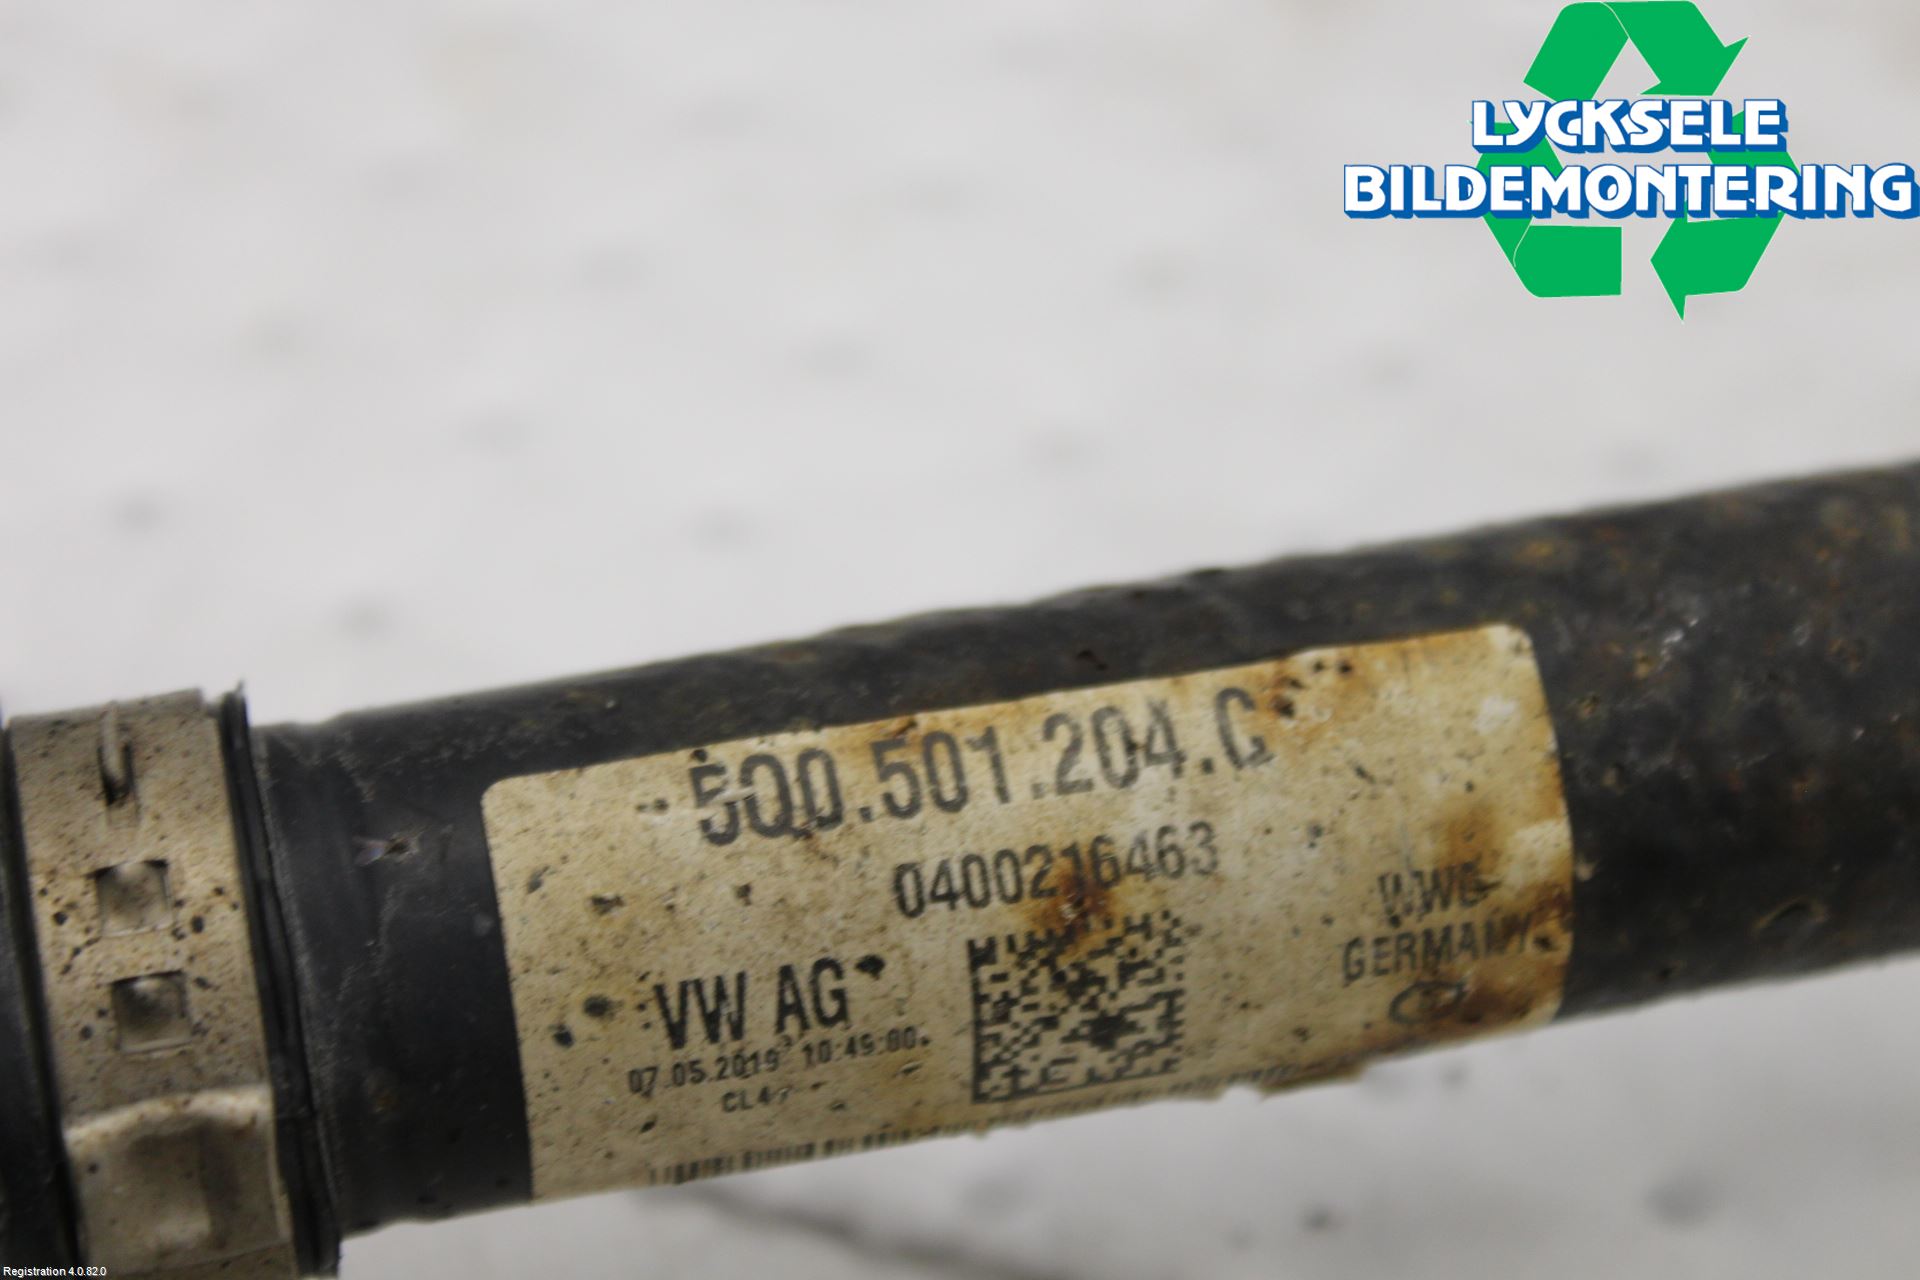 LYCKSELE
BILDEMONTERING
5Q0.501.204.C
0400216463
GERMANY
VW AG
07.05.2019 10:49:00
CL4
Registration 4.0.82.0